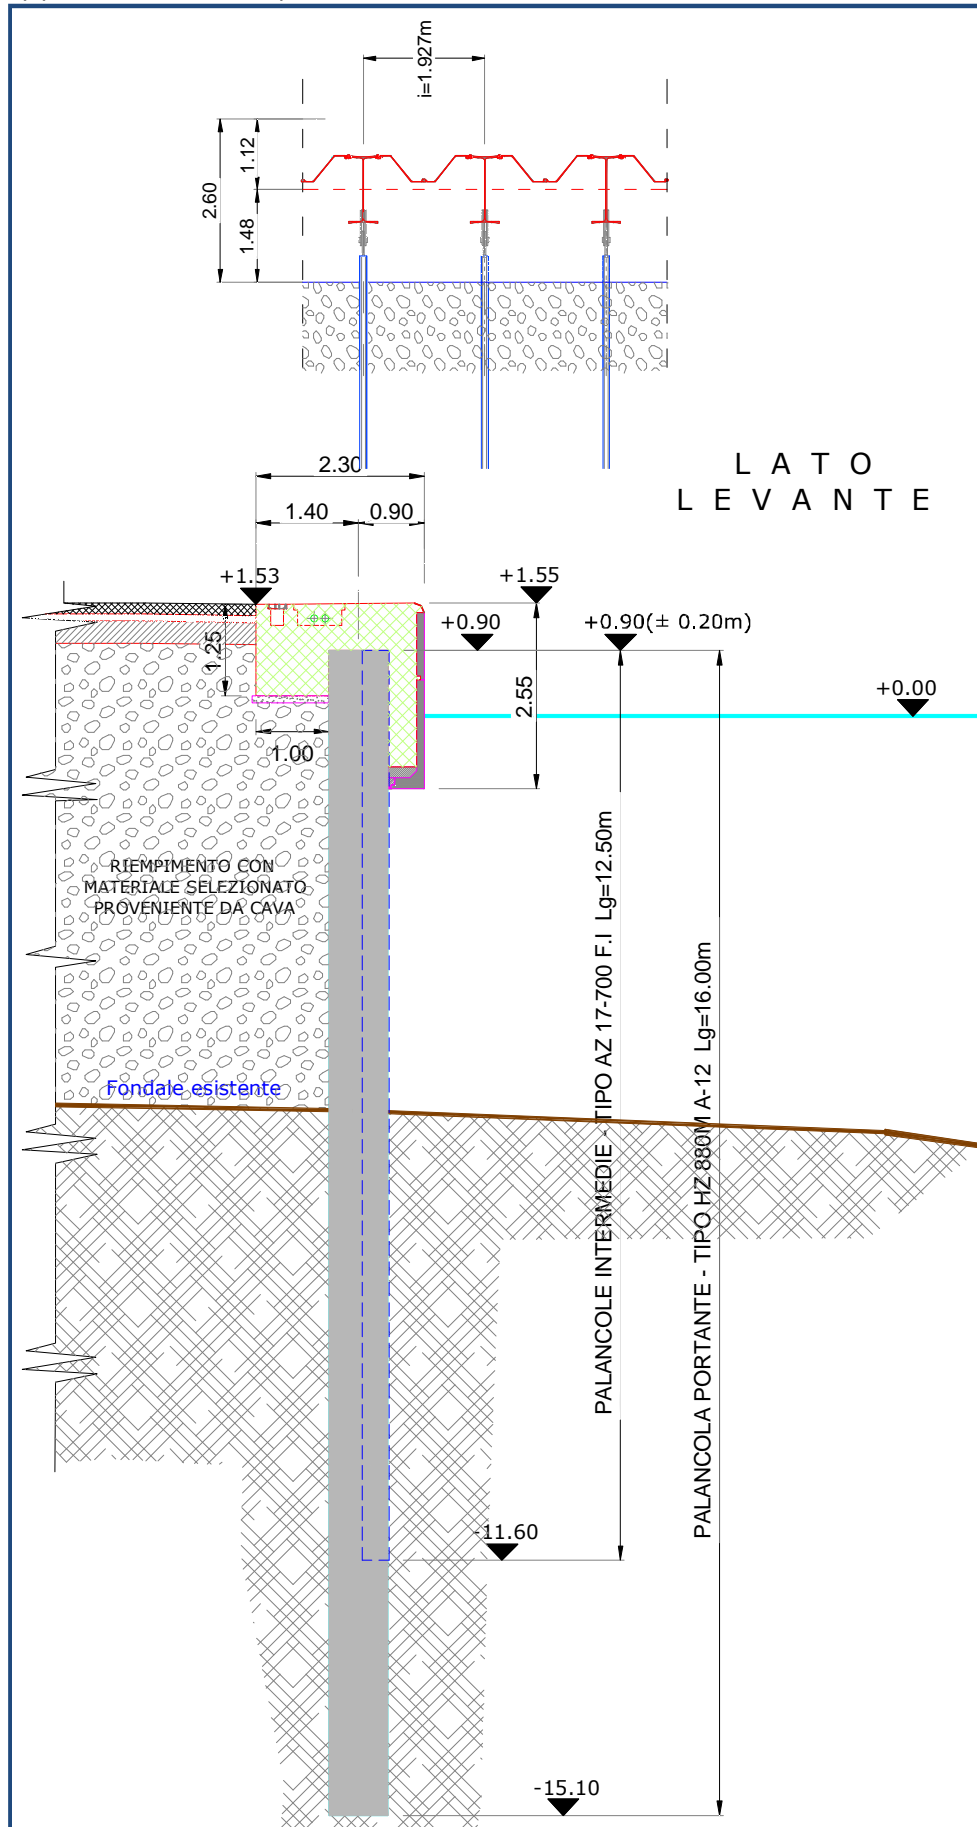 i=1.927m
1.12
2.60
1.48
LATO
LEVANTE
2.30
1.40
0.90
+1.53
+1.55
+0.90
+0.90(± 0.20m)
1.25
2.55
+0.00
1.00
RIEMPIMENTO CON
MATERIALE SELEZIONATO
PROVENIENTE DA CAVA
PALANCOLE INTERMEDIE - TIPO AZ 17-700 F.I Lg=12.50m
PALANCOLA PORTANTE - TIPO HZ 880M A-12 Lg=16.00m
Fondale esistente
-11.60
-15.10